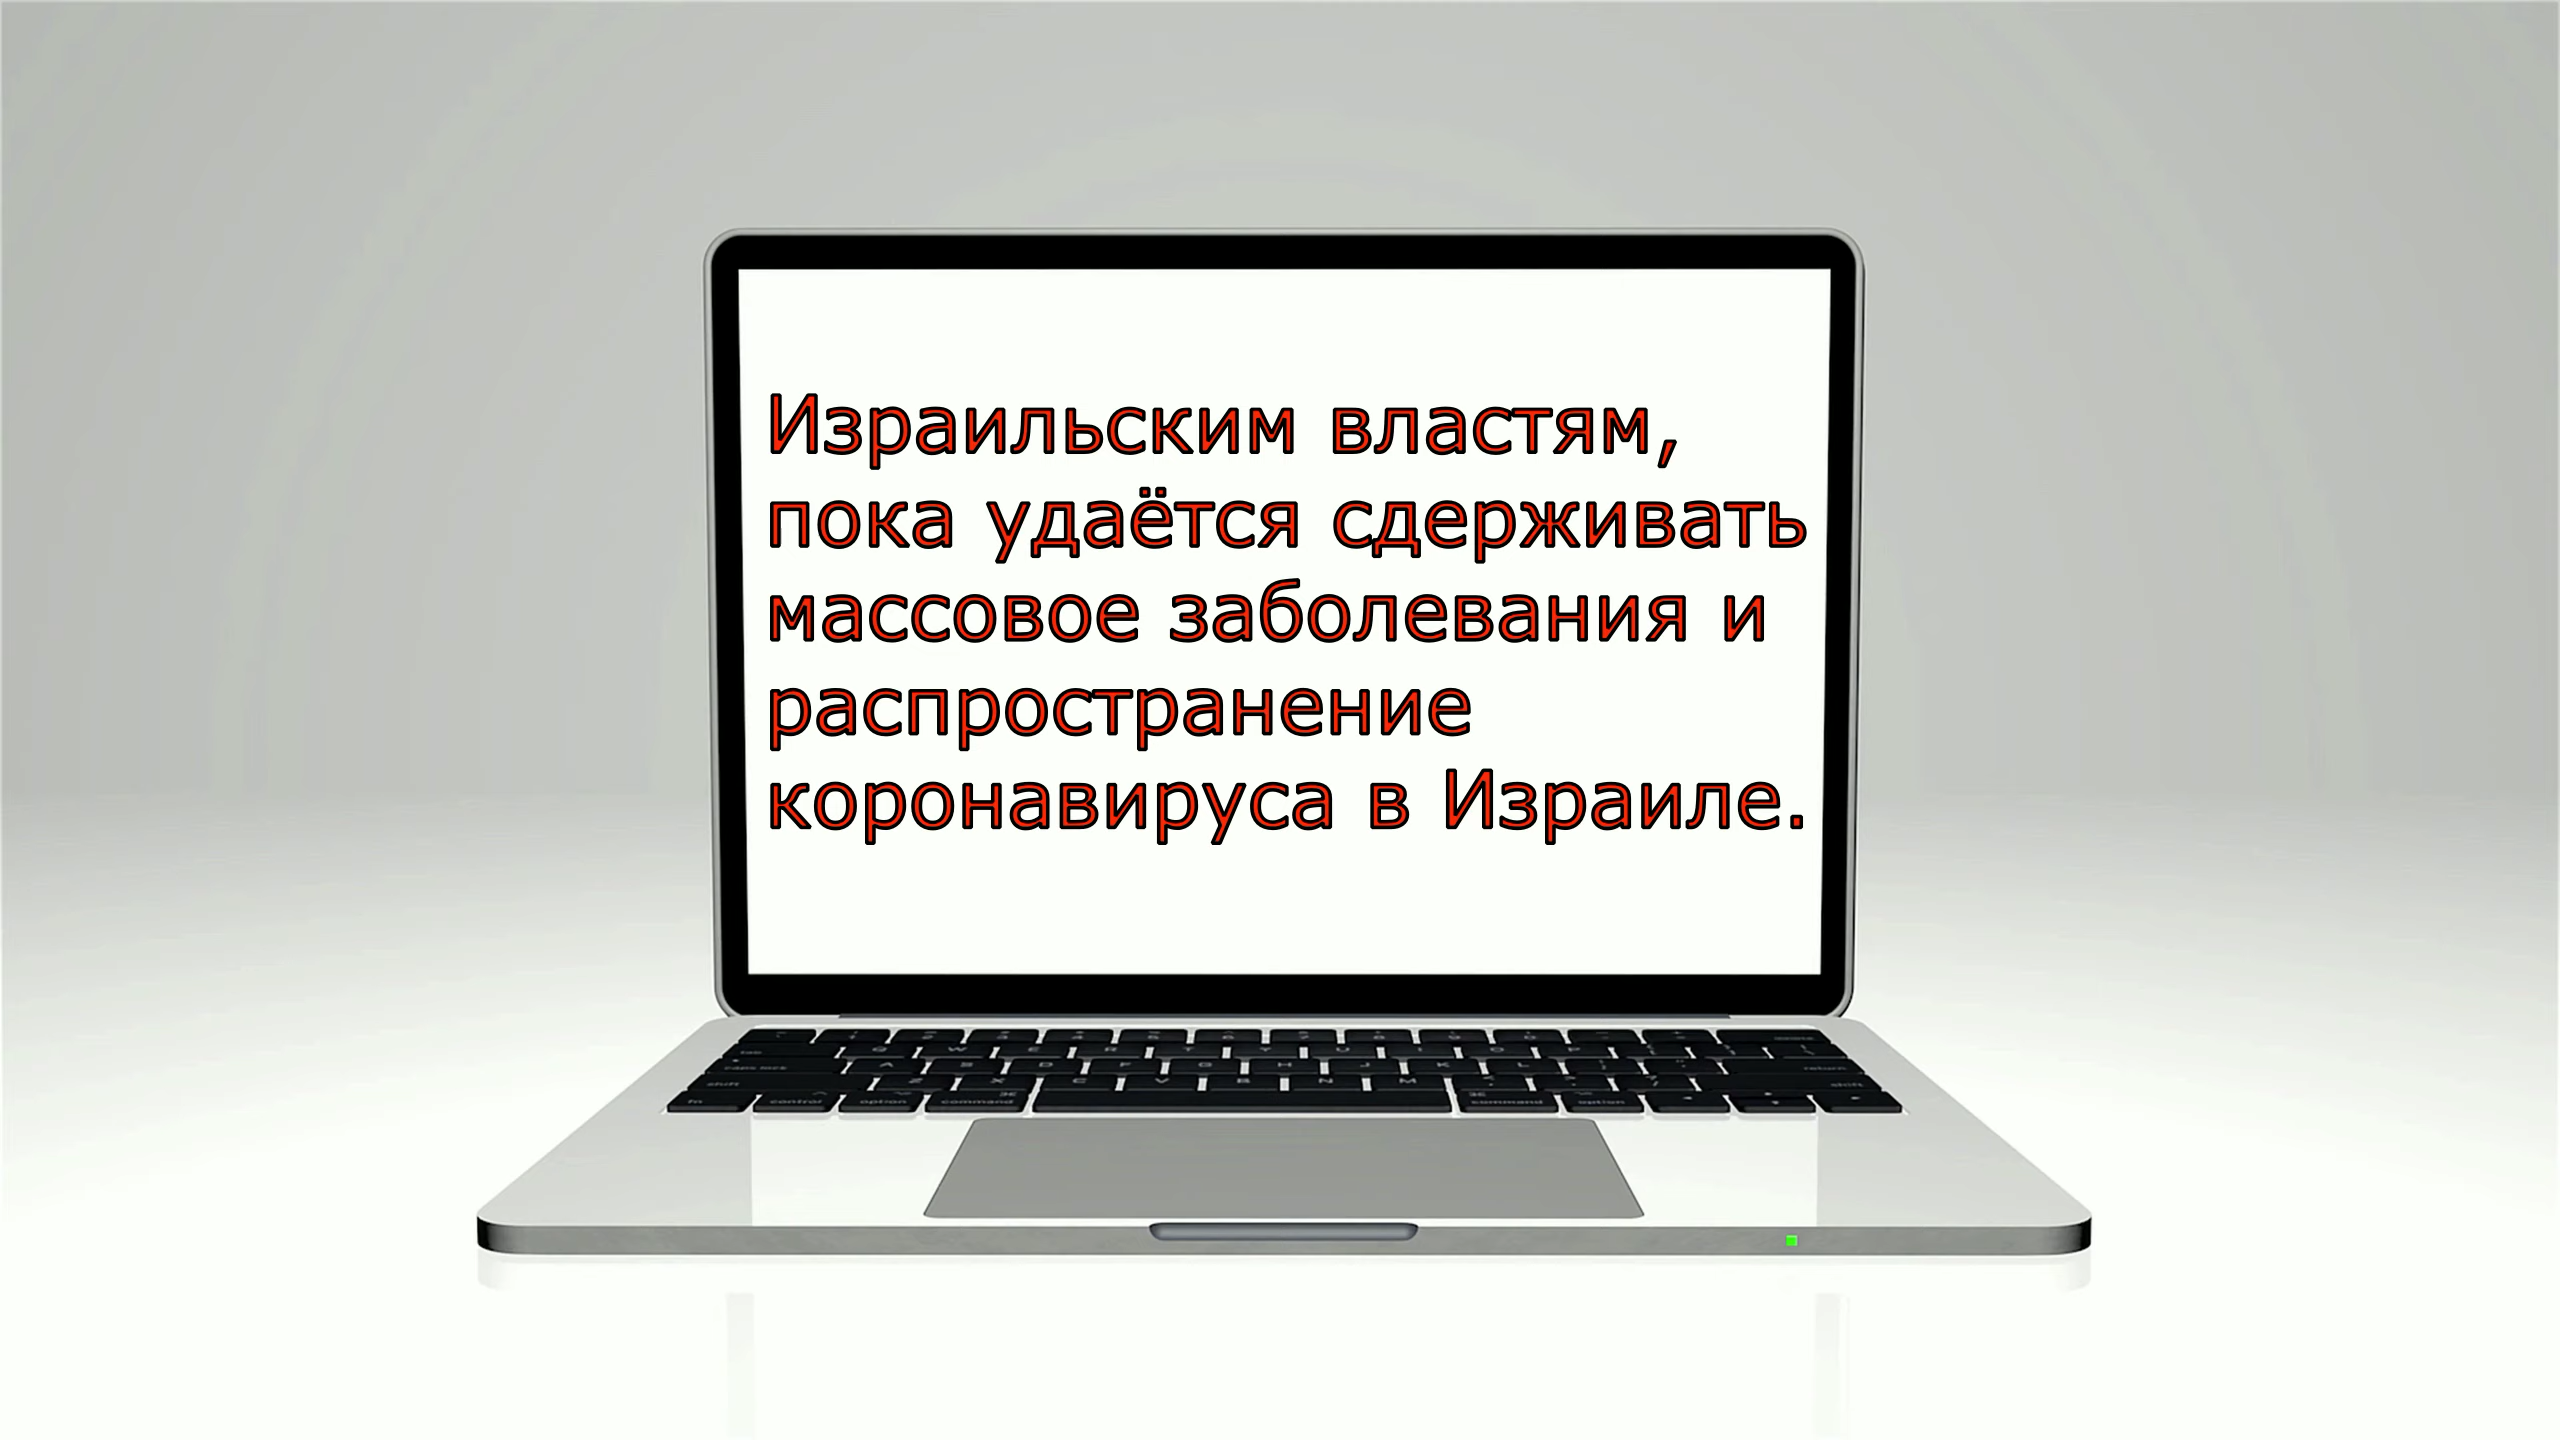 Израильским властям,
пока удаётся сдерживать
массовое заболевания и
распространение
коронавируса в Израиле.